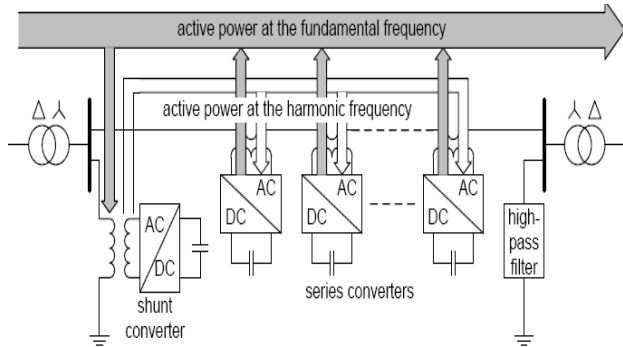 active power at the fundamental frequency
active power at the harmonic frequency
Δ Y
Y Δ
AC
DC
AC
DC
AC
DC
AC
DC
high-
pass
filter
shunt
converter
series converters